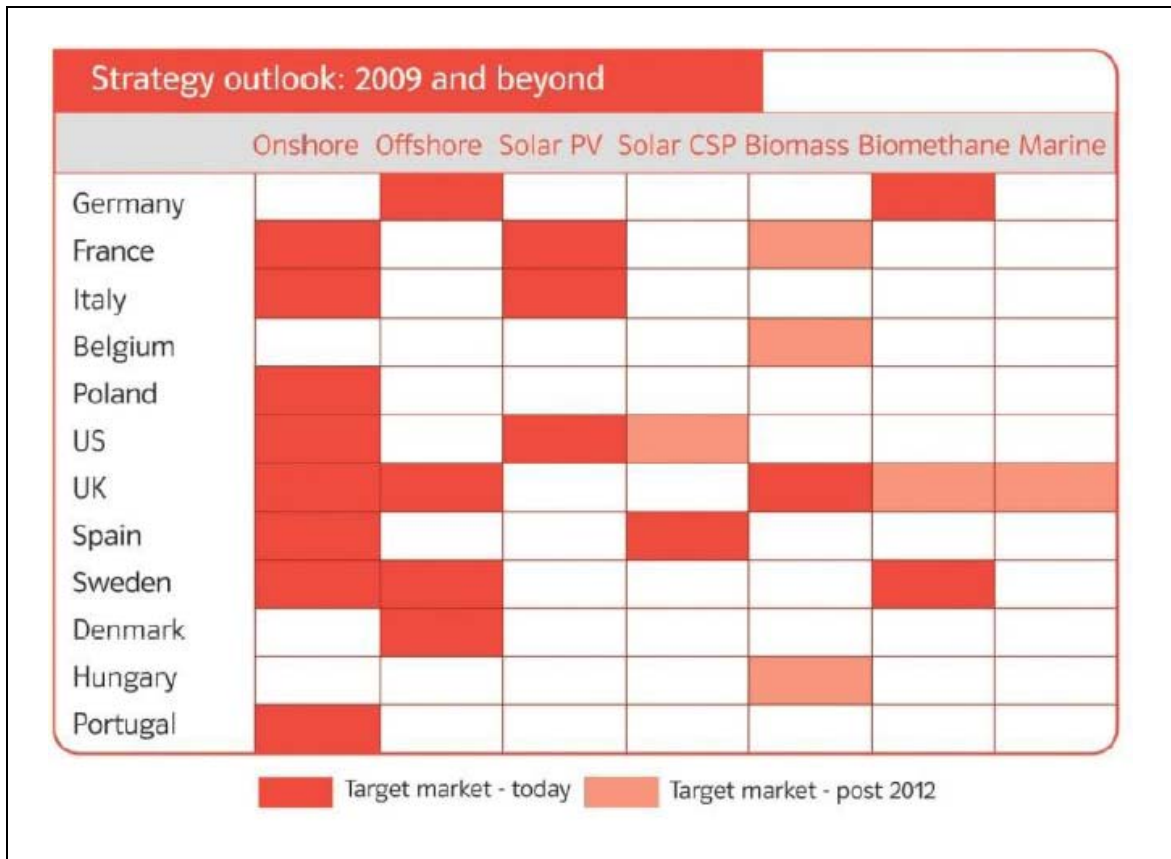 Strategy outlook: 2009 and beyond
Onshore Offshore Solar PV Solar CSP Biomass Biomethane Marine
Germany
France
Italy
Belgium
Poland
US
UK
Spain
Sweden
Denmark
Hungary
Portugal
Target market - today Target market - post 2012